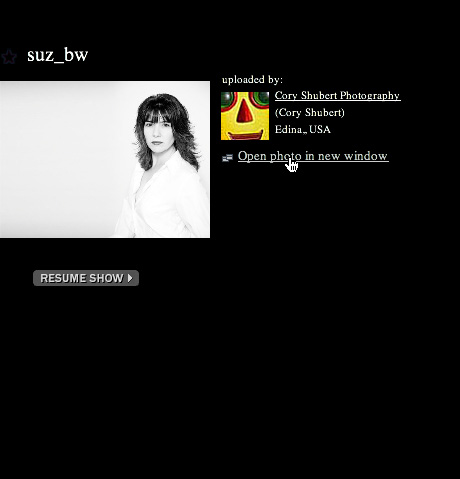 suz_bw
uploaded by:
Cory Shubert Photography
(Cory Shubert)
Edina,, USA
Open photo in new window
RESUME SHOW